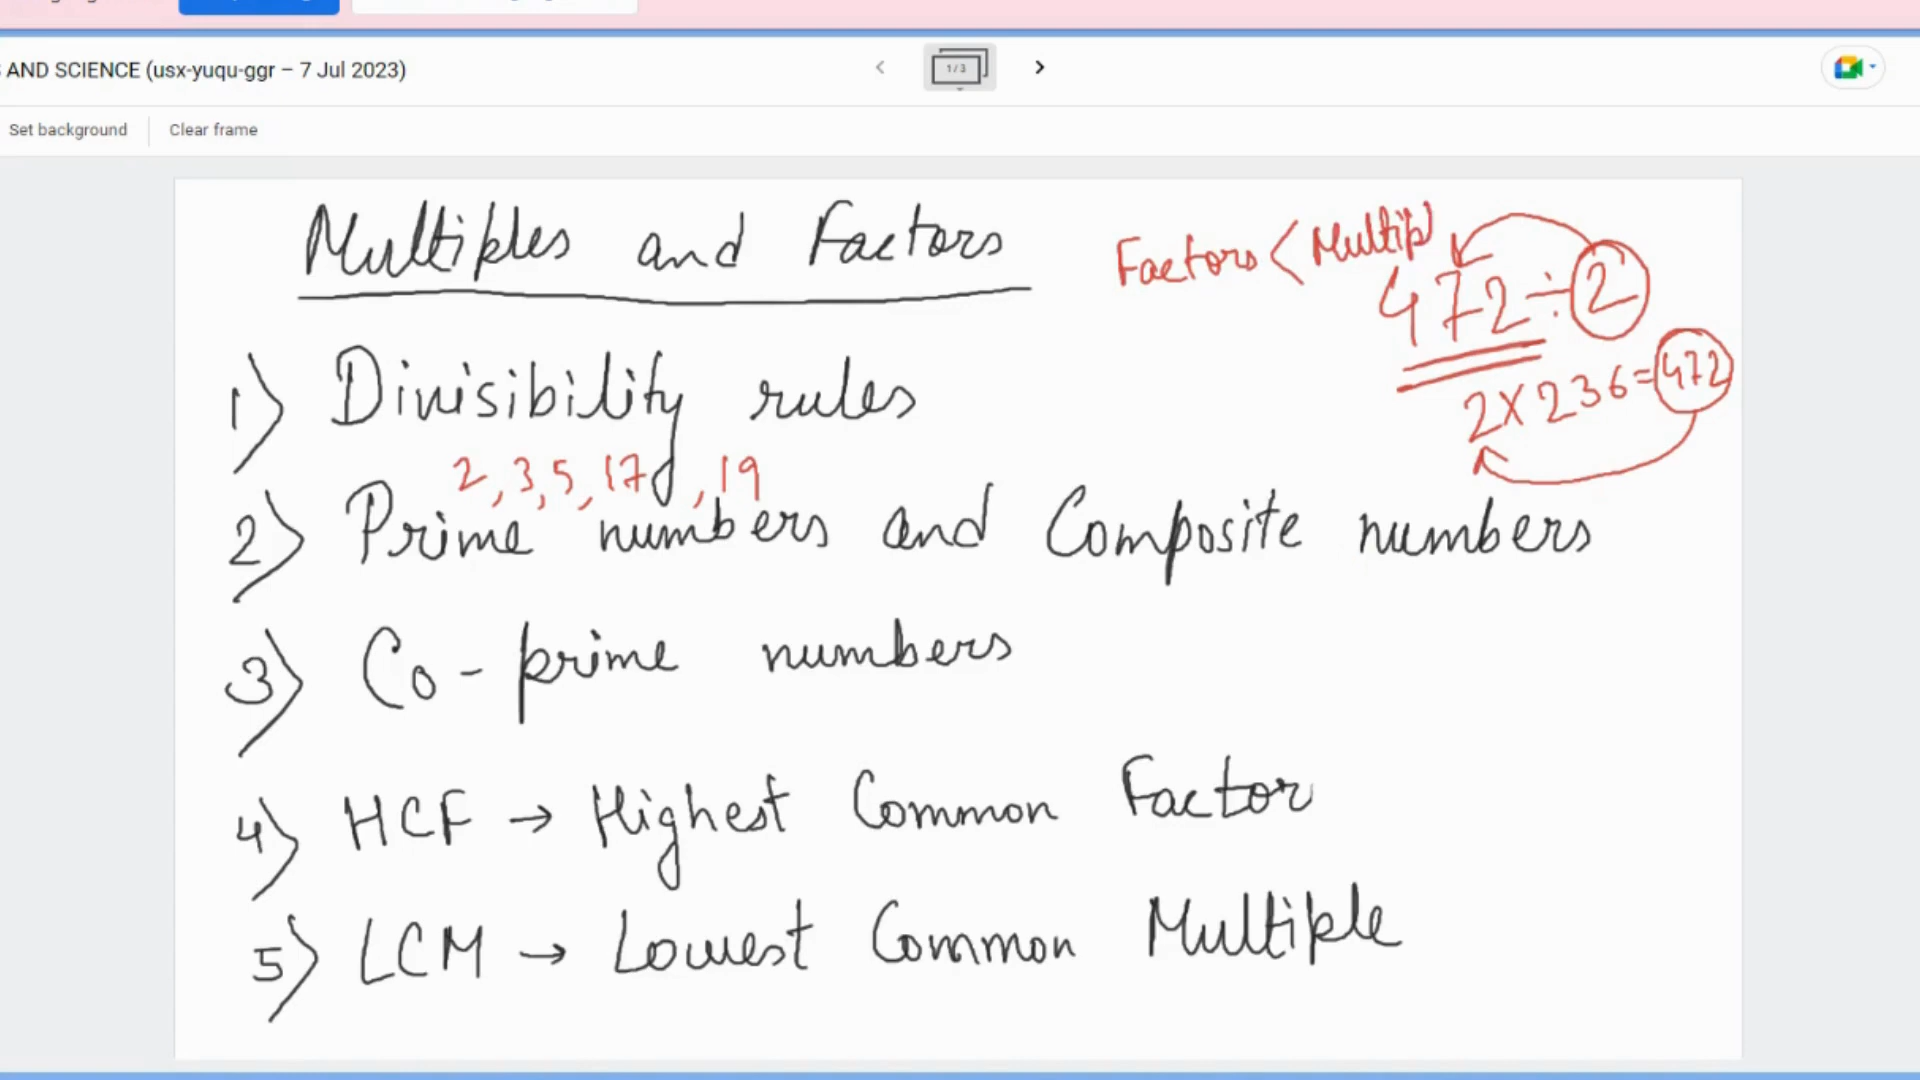 AND SCIENCE (usx-yuqu-ggr – 7 Jul 2023)
1/3
Set background
Clear frame
Multiples and Factors
Factors < Multip
472 ÷ 2
2 X 236 = 472
1) Divisibility rules
2, 3, 5, 17, 19
2) Prime numbers and Composite numbers
3) Co-prime numbers
4) HCF → Highest Common Factor
5) LCM → Lowest Common Multiple